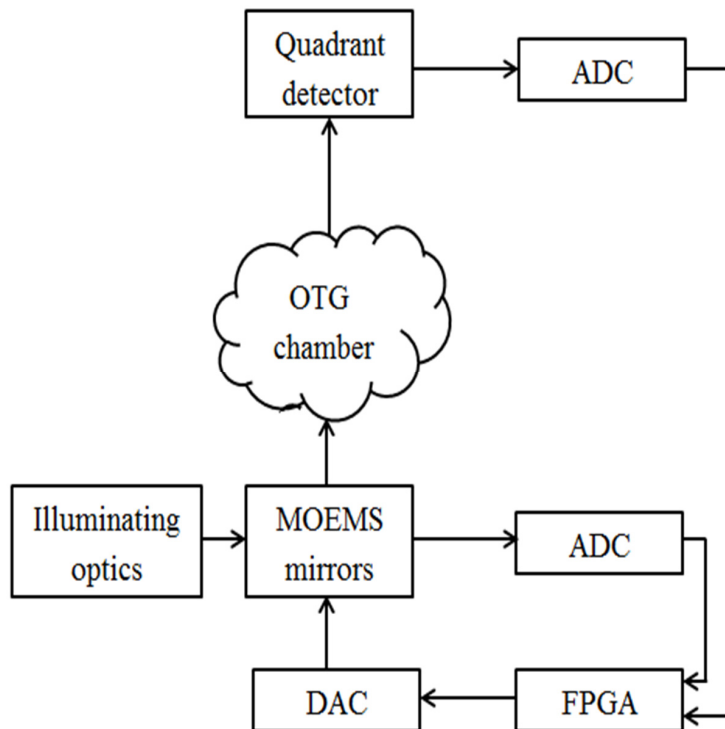 Quadrant
detector
ADC
OTG
chamber
Illuminating
optics
MOEMS
mirrors
ADC
DAC
FPGA